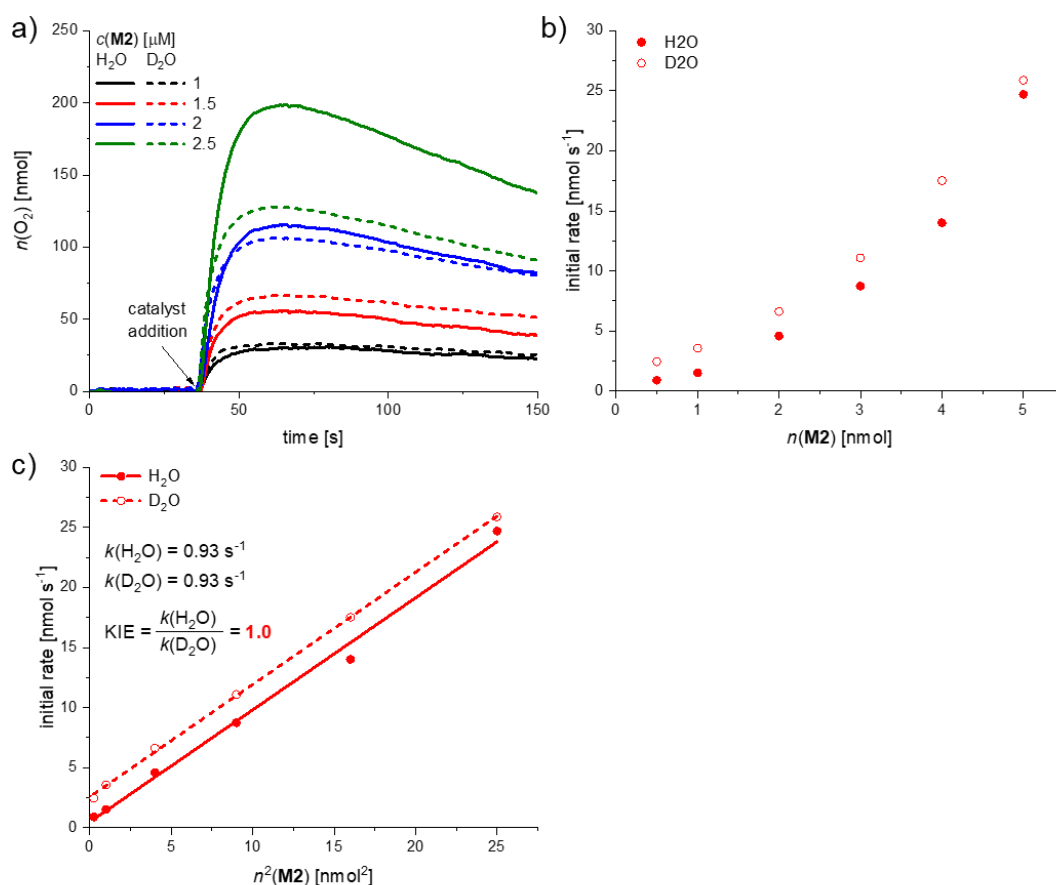 a)
c(M2) [μM]
H₂O D₂O
1
1.5
2
2.5
250
200
150
100
50
0
n(O₂) [nmol]
catalyst
addition
0 50 100 150
time [s]
b)
H2O
D2O
30
25
20
15
10
5
0
initial rate [nmol s⁻¹]
0 1 2 3 4 5
n(M2) [nmol]
c)
H₂O
D₂O
k(H₂O) = 0.93 s⁻¹
k(D₂O) = 0.93 s⁻¹
KIE = k(H₂O) / k(D₂O) = 1.0
30
25
20
15
10
5
0
initial rate [nmol s⁻¹]
0 5 10 15 20 25
n²(M2) [nmol²]